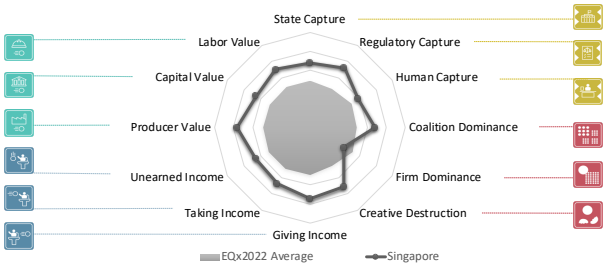 State Capture
Labor Value
Regulatory Capture
Capital Value
Human Capture
Producer Value
Coalition Dominance
Unearned Income
Firm Dominance
Taking Income
Creative Destruction
Giving Income
EQx2022 Average
Singapore